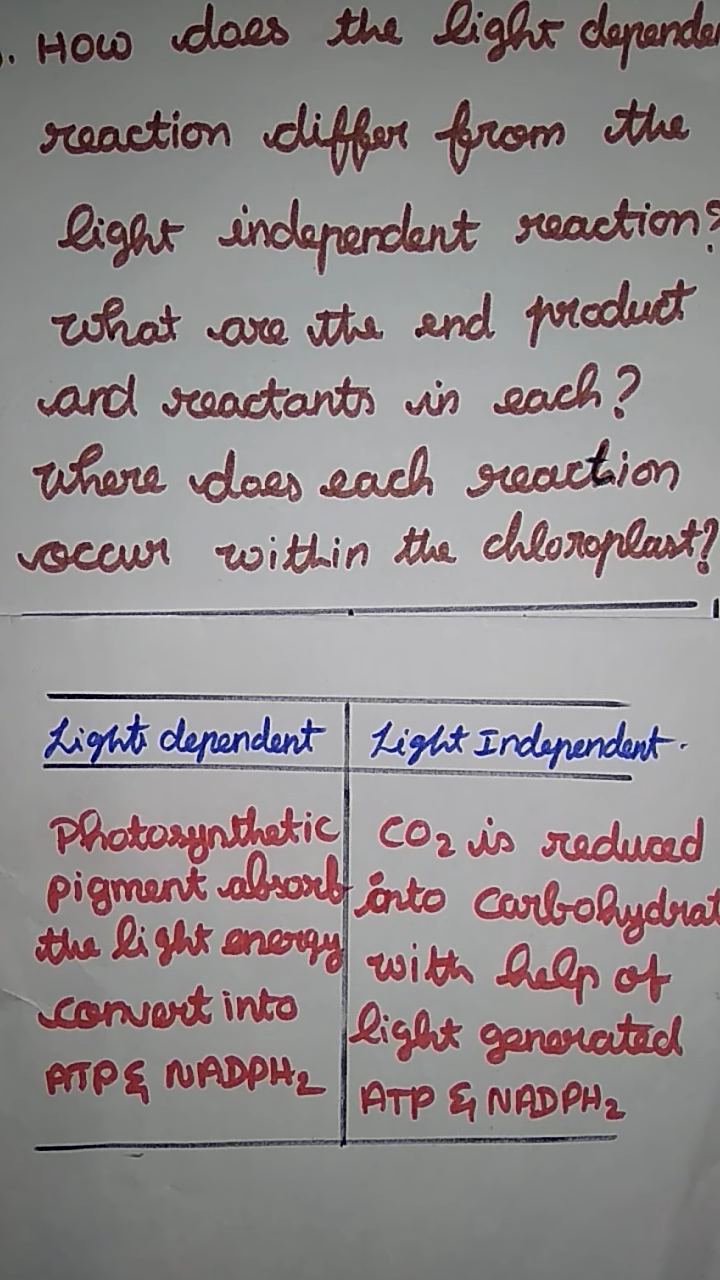 . How does the light depende
reaction differ from the
light independent reaction?
What are the end product
and reactants in each?
Where does each reaction
occur within the chloroplast?
Light dependent
Light Independent.
Photosynthetic
pigment absorb
the light energy
convert into
ATP & NADPH₂
CO₂ is reduced
into Carbohydrat
with help of
light generated
ATP & NADPH₂